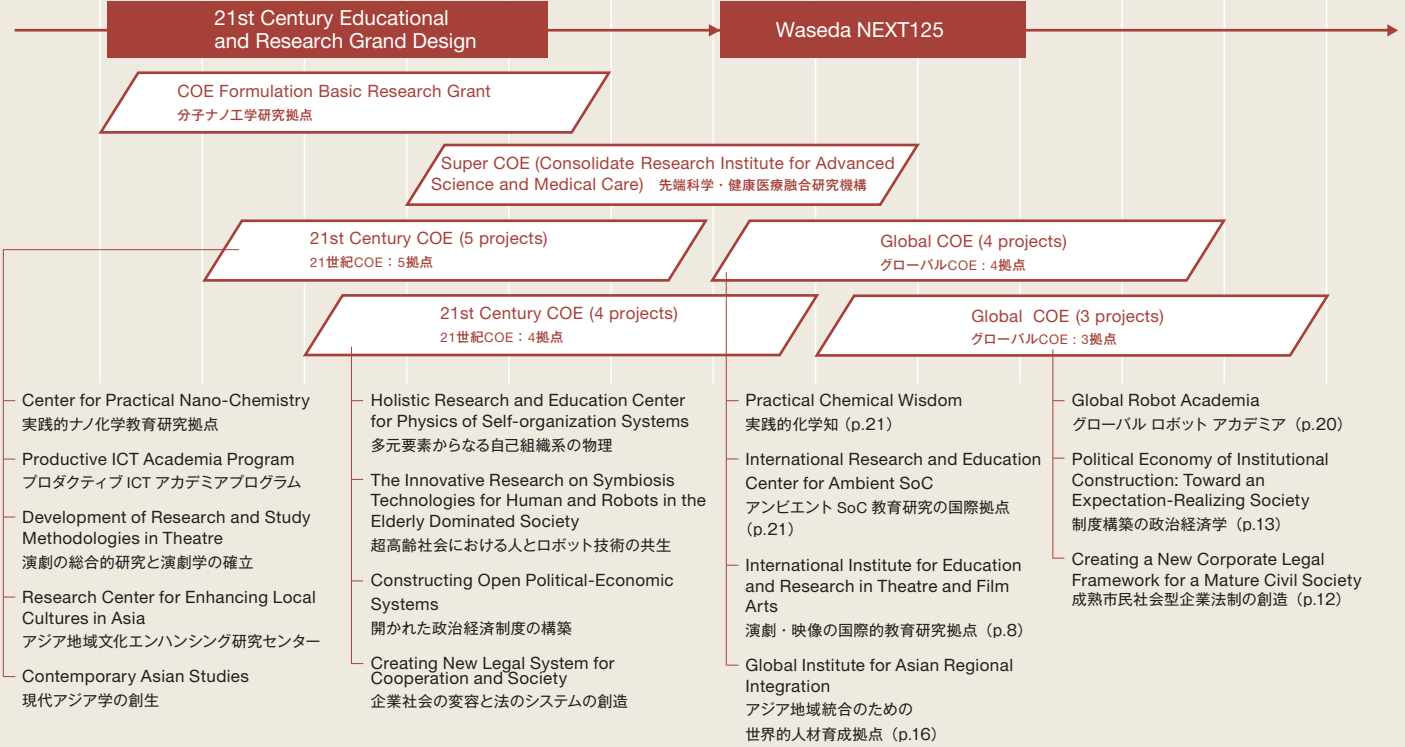 21st Century Educational
and Research Grand Design
Waseda NEXT125
COE Formulation Basic Research Grant
分子ナノ工学研究拠点
Super COE (Consolidate Research Institute for Advanced
Science and Medical Care) 先端科学・健康医療融合研究機構
21st Century COE (5 projects)
21世紀COE：5拠点
Global COE (4 projects)
グローバルCOE : 4拠点
21st Century COE (4 projects)
21世紀COE：4拠点
Global COE (3 projects)
グローバルCOE : 3拠点
Center for Practical Nano-Chemistry
実践的ナノ化学教育研究拠点
Productive ICT Academia Program
プロダクティブ ICT アカデミアプログラム
Development of Research and Study
Methodologies in Theatre
演劇の総合的研究と演劇学の確立
Research Center for Enhancing Local
Cultures in Asia
アジア地域文化エンハンシング研究センター
Contemporary Asian Studies
現代アジア学の創生
Holistic Research and Education Center
for Physics of Self-organization Systems
多元要素からなる自己組織系の物理
The Innovative Research on Symbiosis
Technologies for Human and Robots in the
Elderly Dominated Society
超高齢社会における人とロボット技術の共生
Constructing Open Political-Economic
Systems
開かれた政治経済制度の構築
Creating New Legal System for
Cooperation and Society
企業社会の変容と法のシステムの創造
Practical Chemical Wisdom
実践的化学知（p.21）
International Research and Education
Center for Ambient SoC
アンビエント SoC 教育研究の国際拠点
（p.21）
International Institute for Education
and Research in Theatre and Film
Arts
演劇・映像の国際的教育研究拠点（p.8）
Global Institute for Asian Regional
Integration
アジア地域統合のための
世界的人材育成拠点（p.16）
Global Robot Academia
グローバル ロボット アカデミア（p.20）
Political Economy of Institutional
Construction: Toward an
Expectation-Realizing Society
制度構築の政治経済学（p.13）
Creating a New Corporate Legal
Framework for a Mature Civil Society
成熟市民社会型企業法制の創造（p.12）